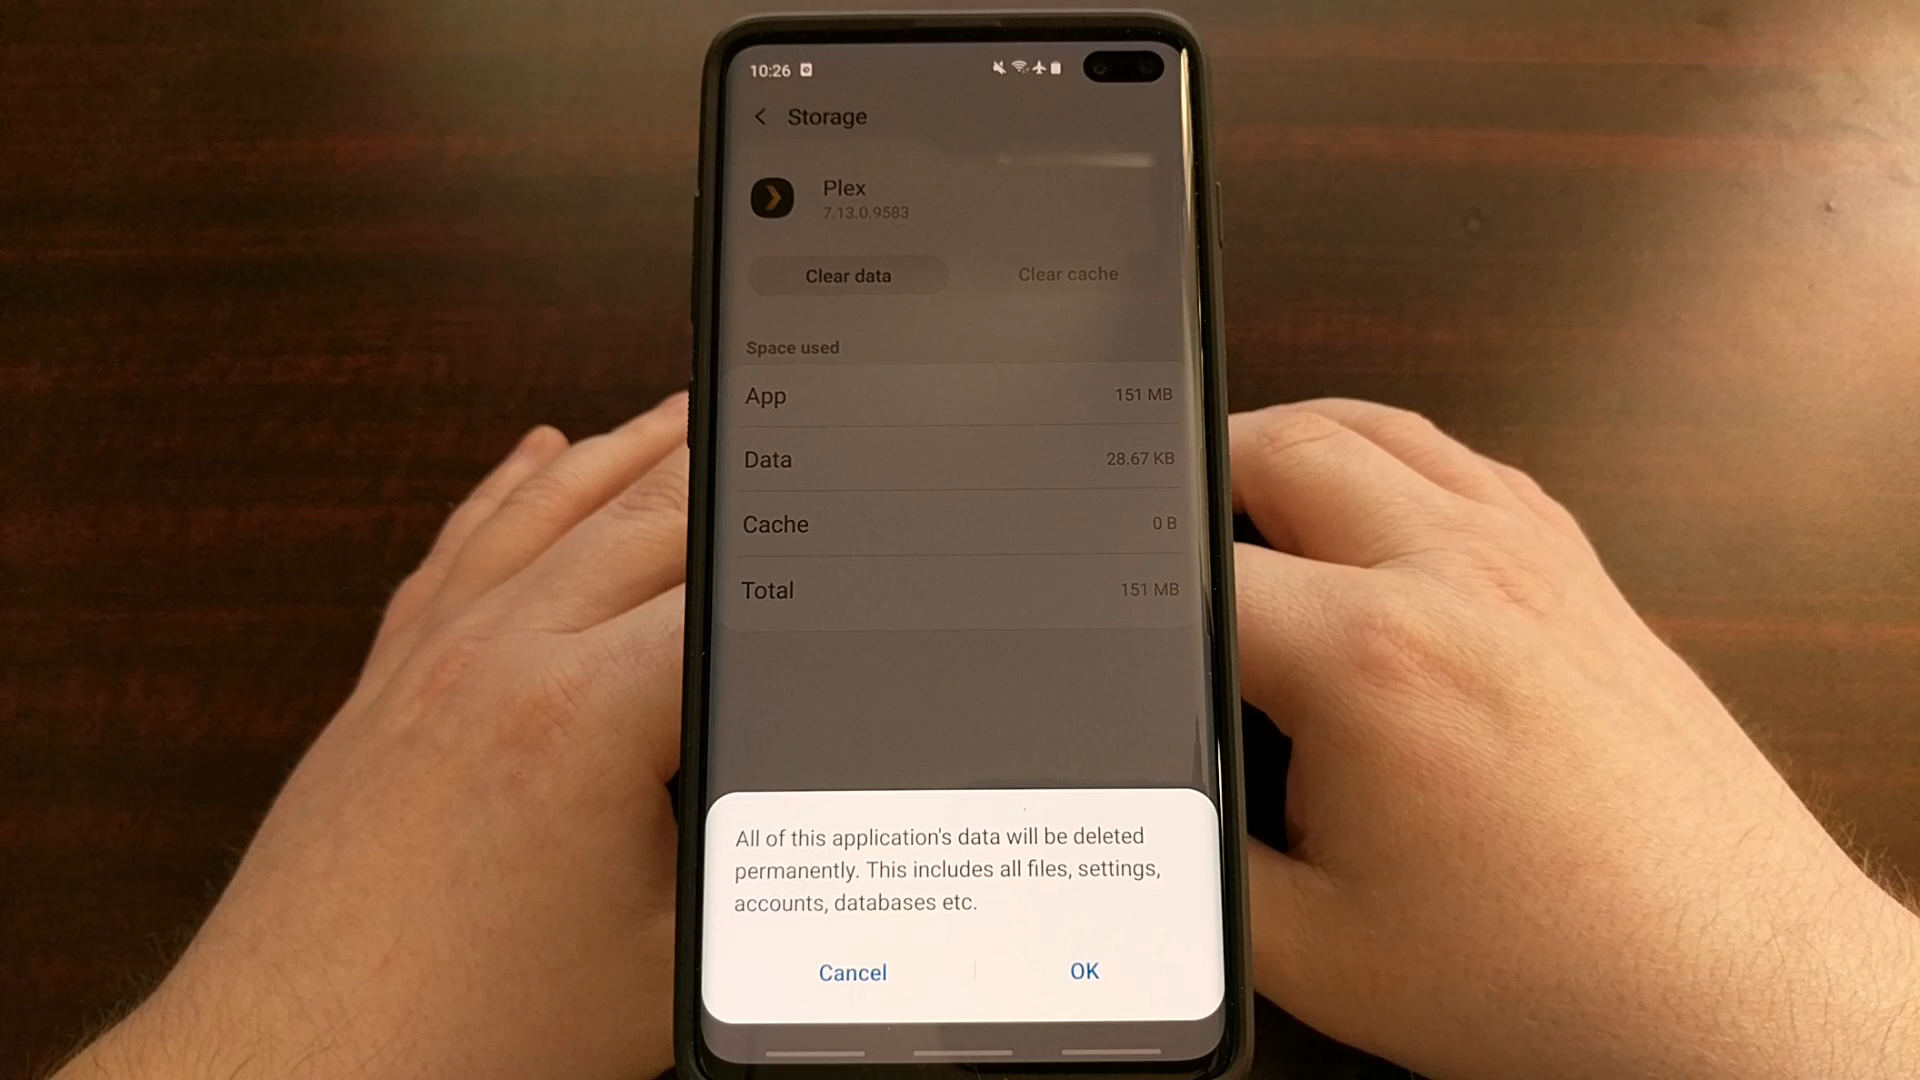 10:26
Storage
Plex
7.13.0.9583
Clear data Clear cache
Space used
App 151 MB
Data 28.67 KB
Cache 0 B
Total 151 MB
All of this application's data will be deleted
permanently. This includes all files, settings,
accounts, databases etc.
Cancel OK